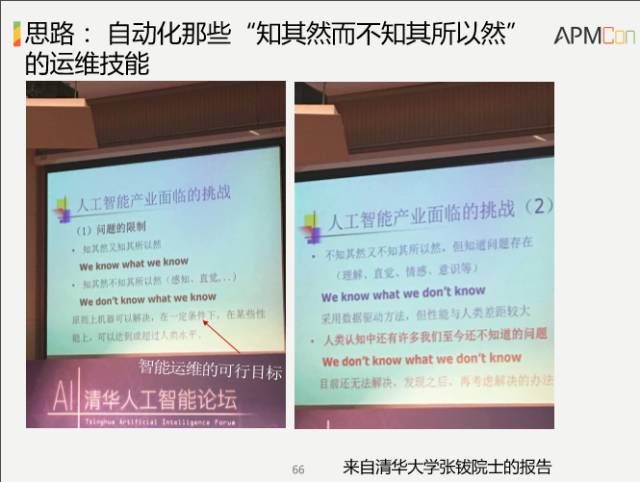 思路： 自动化那些“知其然而不知其所以然”
的运维技能
APMCon
人工智能产业面临的挑战
（1）问题的限制
• 知其然又知其所以然
We know what we know
• 知其然不知其所以然（感知、直觉,..）
We don't know what we know
原则上机器可以解决，在一定条件下，在某些性
能上，可以达到或超过人类水平.
智能运维的可行目标
AI 清华人工智能论坛
Tsinghua Artificial Intelligence Forum
人工智能产业面临的挑战（2）
• 不知其然又不知其所以然，但知道问题存在
（理解、直觉、情感、意识等）
We know what we don't know
采用数据驱动方法，但性能与人类差距较大
• 人类认知中还有许多我们至今还不知道的问题
We don't know what we don't know
目前还无法解决，发现之后，再考虑解决的办法
66
来自清华大学张钹院士的报告